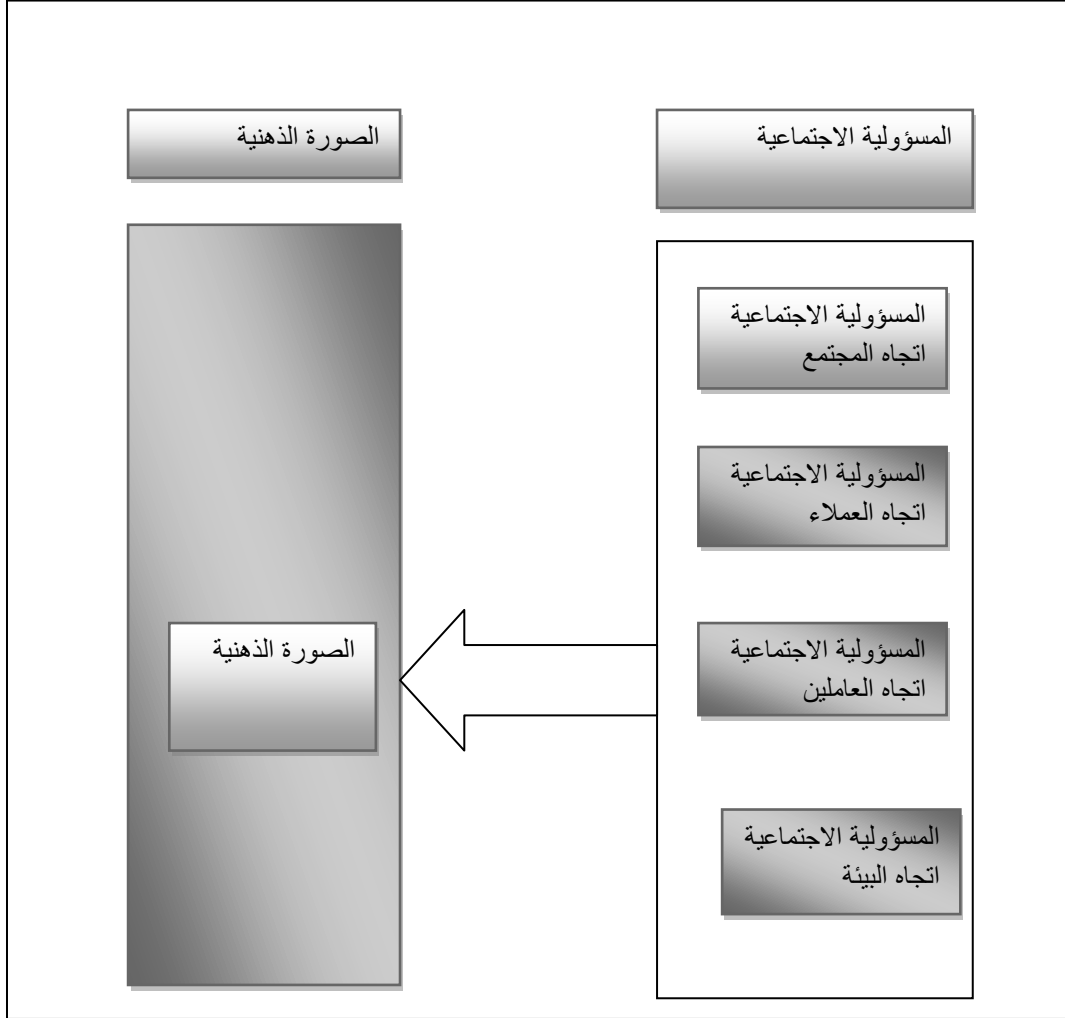 المسؤولية الاجتماعية
الصورة الذهنية
المسؤولية الاجتماعية
اتجاه المجتمع
المسؤولية الاجتماعية
اتجاه العملاء
المسؤولية الاجتماعية
اتجاه العاملين
المسؤولية الاجتماعية
اتجاه البيئة
الصورة الذهنية